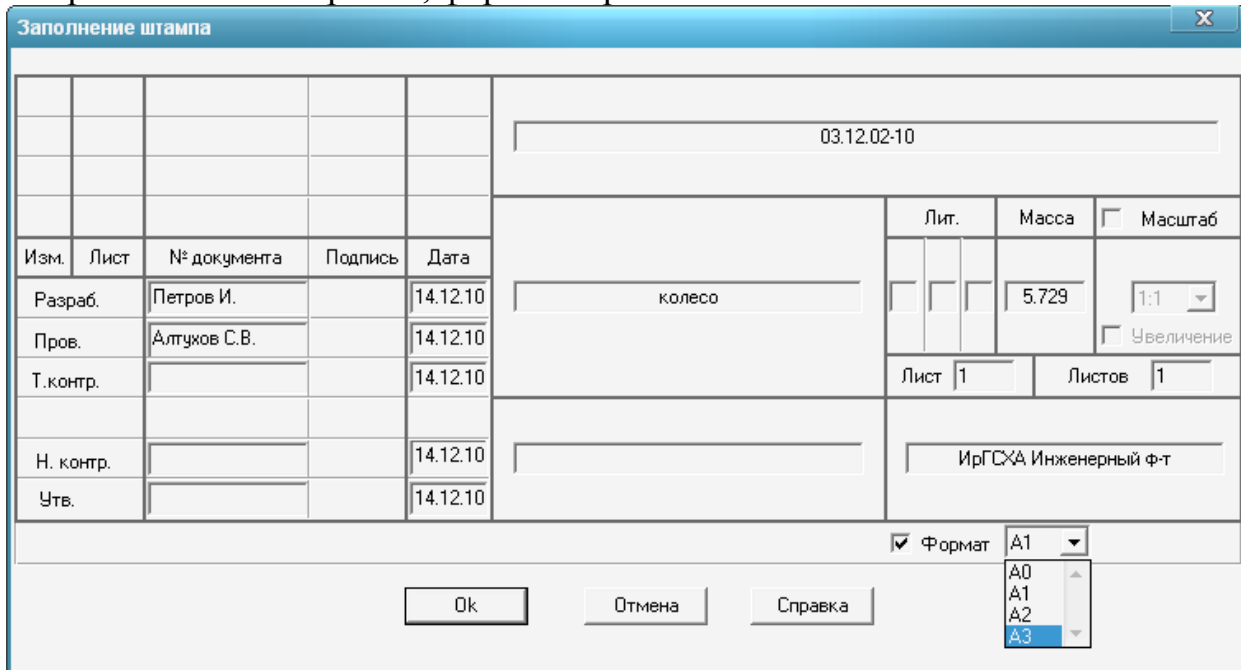 Заполнение штампа
03.12.02-10
Лит. Масса Масштаб
Изм. Лист № документа Подпись Дата
Разраб. Петров И. 14.12.10 колесо 5.729 1:1
Пров. Алтухов С.В. 14.12.10 Увеличение
Т.контр. 14.12.10 Лист 1 Листов 1
Н. контр. 14.12.10 ИрГСХА Инженерный ф-т
Утв. 14.12.10
Формат A1
A0
A1
A2
A3
Ok Отмена Справка